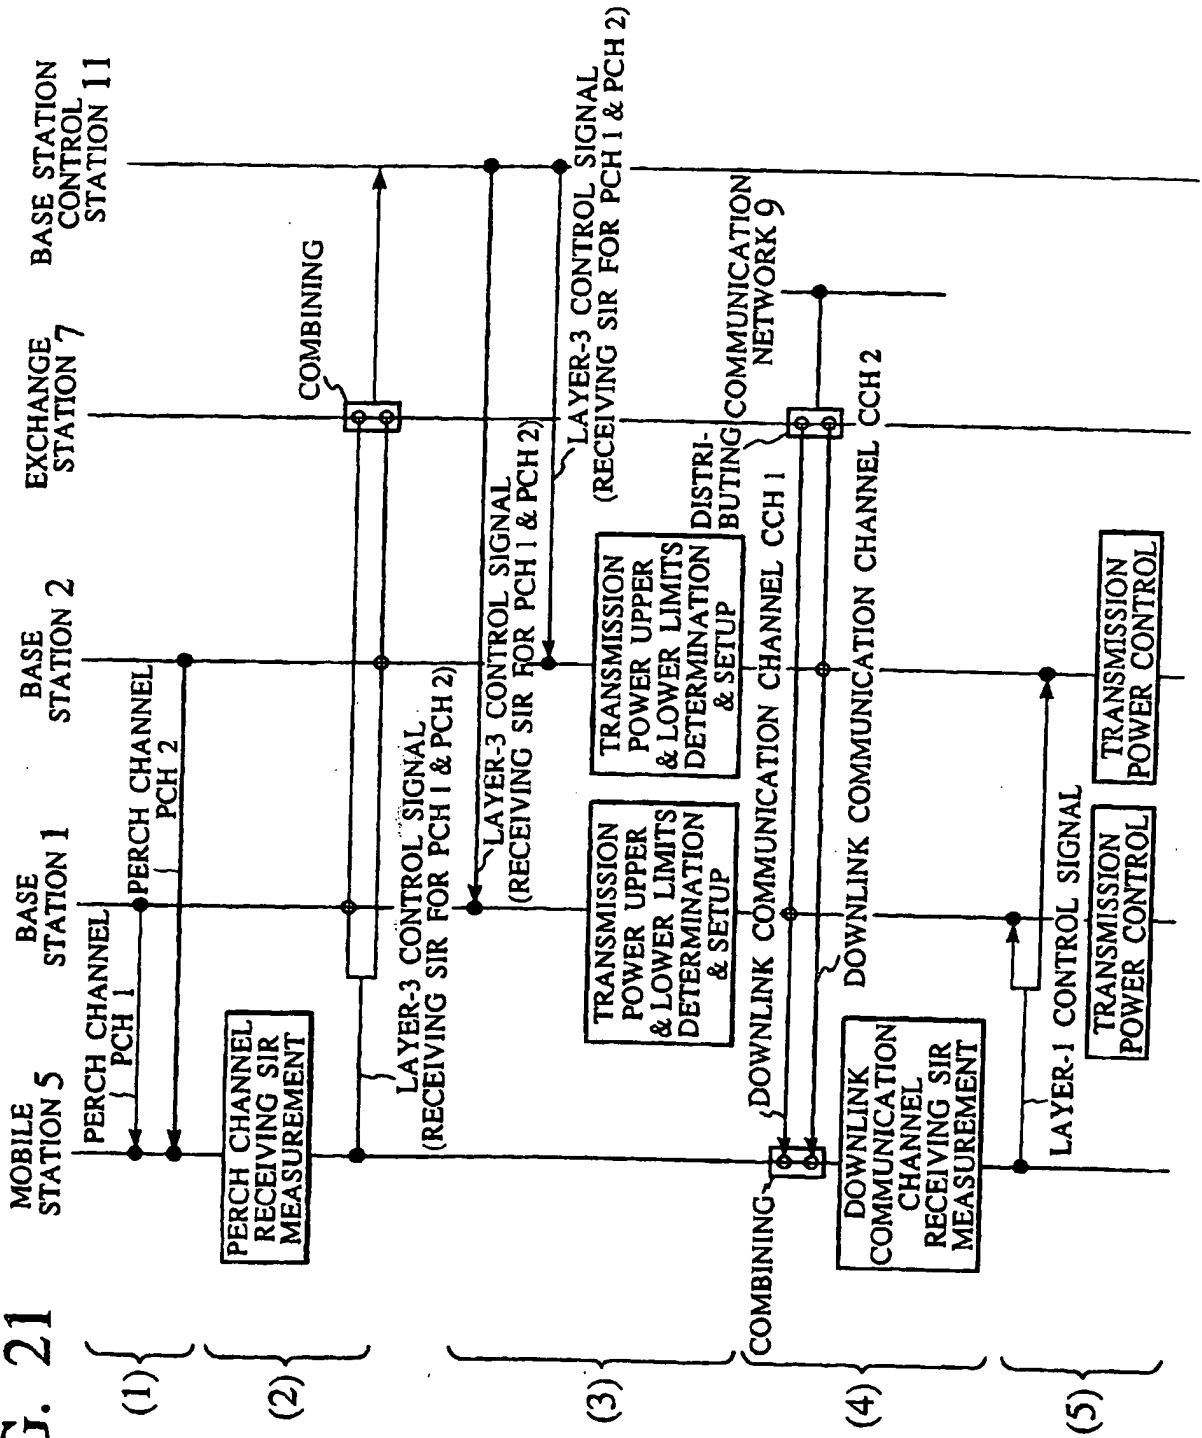 G. 21
MOBILE
STATION 5
BASE
STATION 1
BASE
STATION 2
EXCHANGE
STATION 7
BASE STATION
CONTROL
STATION 11
(1)
PERCH CHANNEL
PCH 1
PERCH CHANNEL
PCH 2
(2)
PERCH CHANNEL
RECEIVING SIR
MEASUREMENT
COMBINING
LAYER-3 CONTROL SIGNAL
(RECEIVING SIR FOR PCH 1 & PCH 2)
(3)
LAYER-3 CONTROL SIGNAL
(RECEIVING SIR FOR PCH 1 & PCH 2)
LAYER-3 CONTROL SIGNAL
(RECEIVING SIR FOR PCH 1 & PCH 2)
TRANSMISSION
POWER UPPER
& LOWER LIMITS
DETERMINATION
& SETUP
TRANSMISSION
POWER UPPER
& LOWER LIMITS
DETERMINATION
& SETUP
(4)
COMBINING
DOWNLINK COMMUNICATION CHANNEL CCH 1
DISTRI-
BUTING
COMMUNICATION
NETWORK 9
DOWNLINK COMMUNICATION CHANNEL CCH 2
DOWNLINK
COMMUNICATION
CHANNEL
RECEIVING SIR
MEASUREMENT
(5)
LAYER-1 CONTROL SIGNAL
TRANSMISSION
POWER CONTROL
TRANSMISSION
POWER CONTROL